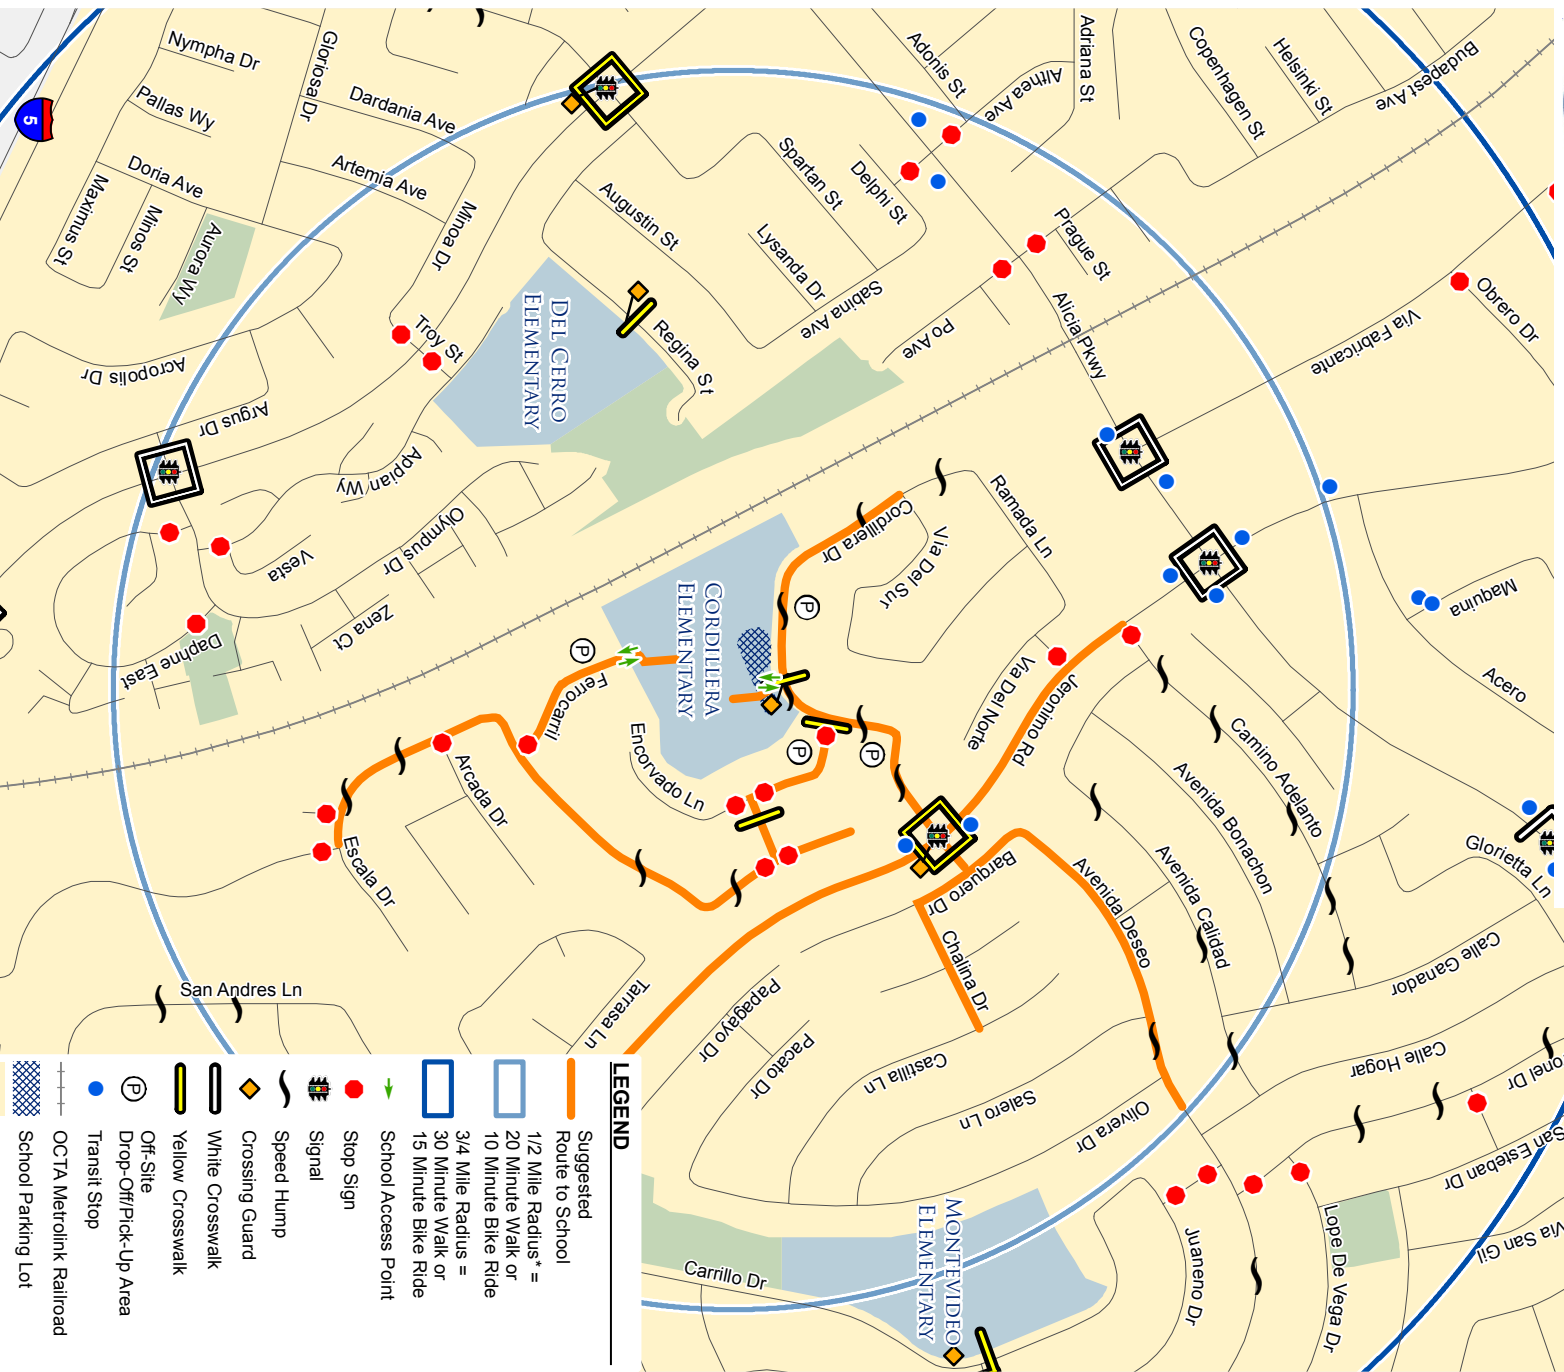 Nympha Dr
Gloriosa Dr
Pallas Wy
Dardania Ave
Doria Ave
Artemia Ave
Maximus St
Minos St
Aurora Wy
Minoa Dr
5
Adonis St
Adriana St
Althea Ave
Copenhagen St
Helsinki St
Budapest Ave
Spartan St
Delphi St
Augustin St
Lysanda Dr
Sabina Ave
Prague St
Po Ave
Alicia Pkwy
Via Fabricante
Obrero Dr
Regina St
DEL CERRO
ELEMENTARY
Troy St
Acropolis Dr
Argus Dr
Appian Wy
Olympus Dr
Vesta
Zena Ct
Daphne East
Cordillera Dr
Via Del Sur
Ramada Ln
Maquina
Acero
CORDILLERA
ELEMENTARY
P
P
P
P
Ferrocarril
Encorvado Ln
Arcada Dr
Escala Dr
Via Del Norte
Jeronimo Rd
Camino Adelanto
Avenida Bonachon
Avenida Calidad
Avenida Deseo
Glorietta Ln
Barquero Dr
Chalina Dr
Calle Ganador
Calle Hogar
onel Dr
San Esteban Dr
Via San Gil
San Andres Ln
Tarrasa Ln
Papagayo Dr
Pacato Dr
Castilla Ln
Salero Ln
Olivera Dr
Juaneno Dr
Lope De Vega Dr
Carrillo Dr
MONTEVIDEO
ELEMENTARY
LEGEND
Suggested
Route to School
1/2 Mile Radius* =
20 Minute Walk or
10 Minute Bike Ride
3/4 Mile Radius =
30 Minute Walk or
15 Minute Bike Ride
School Access Point
Stop Sign
Signal
Speed Hump
Crossing Guard
White Crosswalk
Yellow Crosswalk
P
Off-Site
Drop-Off/Pick-Up Area
Transit Stop
OCTA Metrolink Railroad
School Parking Lot